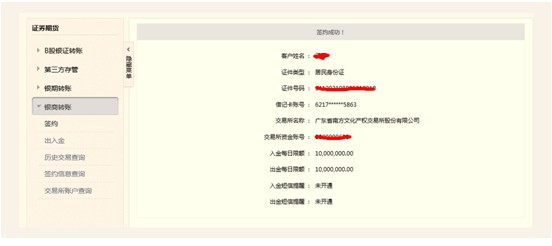 证券期货
B股银证转账
第三方存管
银期转账
银商转账
签约
出入金
历史交易查询
签约信息查询
交易所账户查询
隐藏菜单
签约成功！
客户姓名：
证件类型： 居民身份证
证件号码：
借记卡账号： 6217******5863
交易所名称： 广东省南方文化产权交易所股份有限公司
交易所资金账号：
入金每日限额： 10,000,000.00
出金每日限额： 10,000,000.00
入金短信提醒： 未开通
出金短信提醒： 未开通